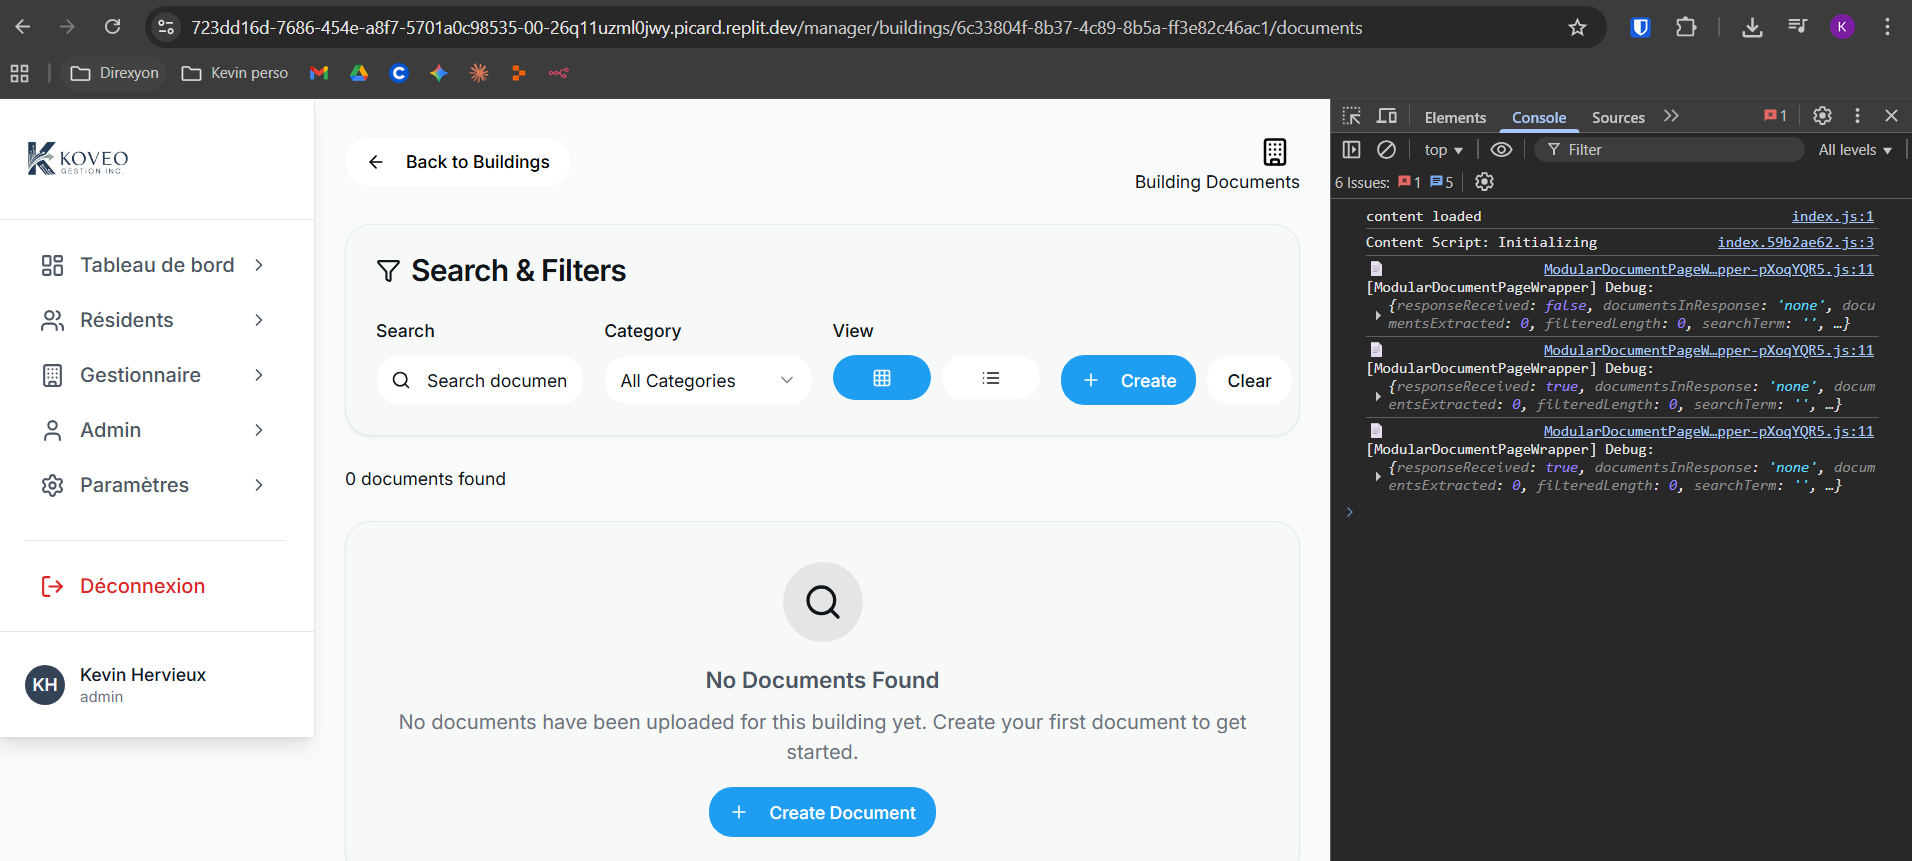 723dd16d-7686-454e-a8f7-5701a0c98535-00-26q11uzml0jwy.picard.replit.dev/manager/buildings/6c33804f-8b37-4c89-8b5a-ff3e82c46ac1/documents
K
Direxyon
Kevin perso
KOVEO
GESTION INC.
Tableau de bord
Résidents
Gestionnaire
Admin
Paramètres
Déconnexion
KH
Kevin Hervieux
admin
Back to Buildings
Building Documents
Search & Filters
Search
Category
View
Search documen
All Categories
Create
Clear
0 documents found
No Documents Found
No documents have been uploaded for this building yet. Create your first document to get
started.
Create Document
Elements
Console
Sources
1
top
Filter
All levels
6 Issues:
1
5
content loaded
index.js:1
Content Script: Initializing
index.59b2ae62.js:3
ModularDocumentPageW…pper-pXoqYQR5.js:11
[ModularDocumentPageWrapper] Debug:
{responseReceived: false, documentsInResponse: 'none', docu
mentsExtracted: 0, filteredLength: 0, searchTerm: '', …}
ModularDocumentPageW…pper-pXoqYQR5.js:11
[ModularDocumentPageWrapper] Debug:
{responseReceived: true, documentsInResponse: 'none', docum
entsExtracted: 0, filteredLength: 0, searchTerm: '', …}
ModularDocumentPageW…pper-pXoqYQR5.js:11
[ModularDocumentPageWrapper] Debug:
{responseReceived: true, documentsInResponse: 'none', docum
entsExtracted: 0, filteredLength: 0, searchTerm: '', …}